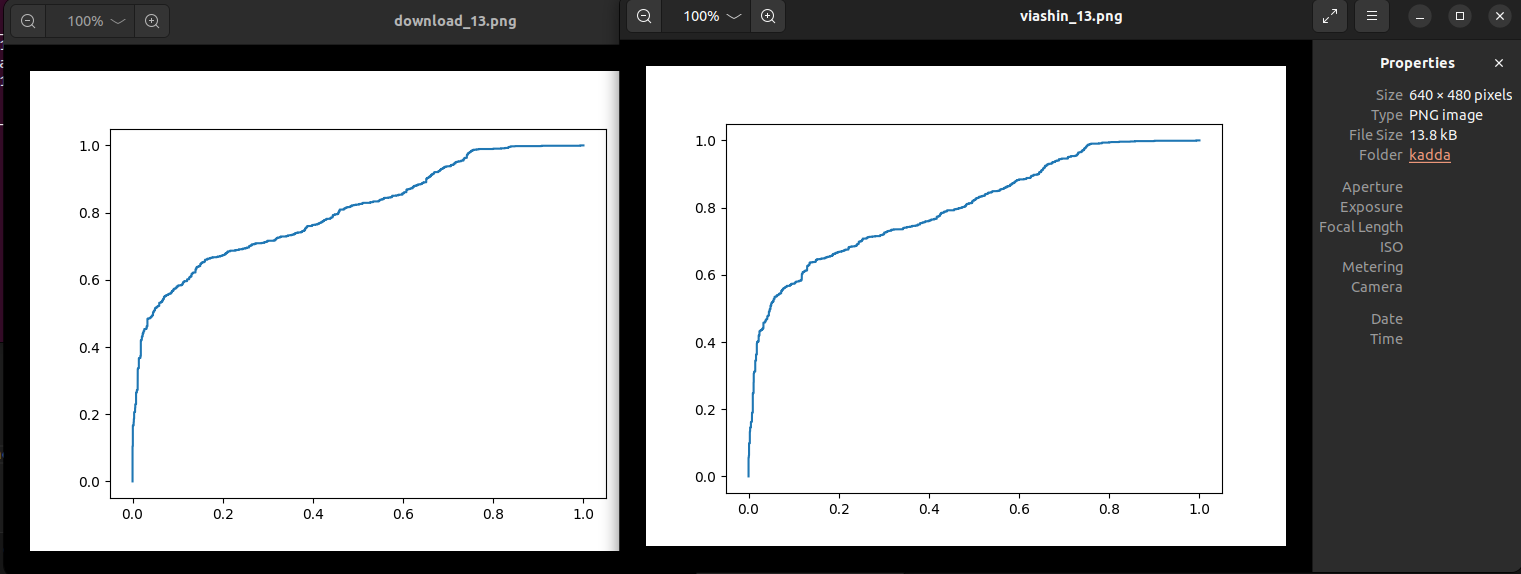 100%
download_13.png
100%
viashin_13.png
Properties
Size 640 × 480 pixels
Type PNG image
File Size 13.8 kB
Folder kadda
Aperture
Exposure
Focal Length
ISO
Metering
Camera
Date
Time
1.0
0.8
0.6
0.4
0.2
0.0
0.0 0.2 0.4 0.6 0.8 1.0
1.0
0.8
0.6
0.4
0.2
0.0
0.0 0.2 0.4 0.6 0.8 1.0